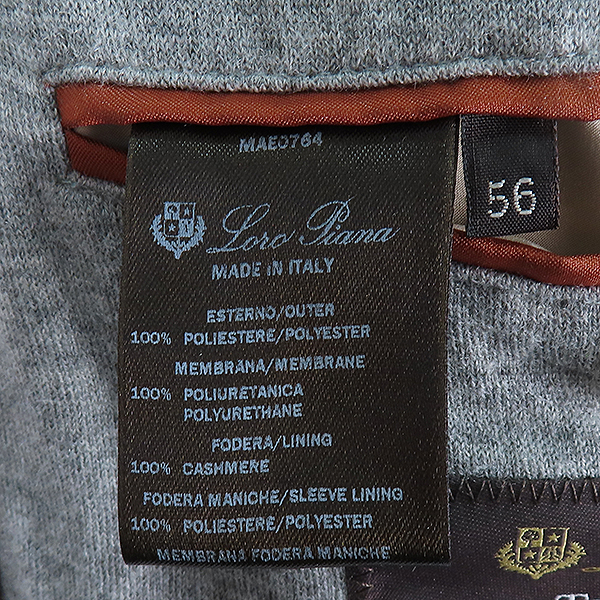 MAE0764
Loro Piana
MADE IN ITALY
ESTERNO/OUTER
100% POLIESTERE/POLYESTER
MEMBRANA/MEMBRANE
100% POLIURETANICA
POLYURETHANE
FODERA/LINING
100% CASHMERE
FODERA MANICHE/SLEEVE LINING
100% POLIESTERE/POLYESTER
MEMBRANA FODERA MANICHE
56